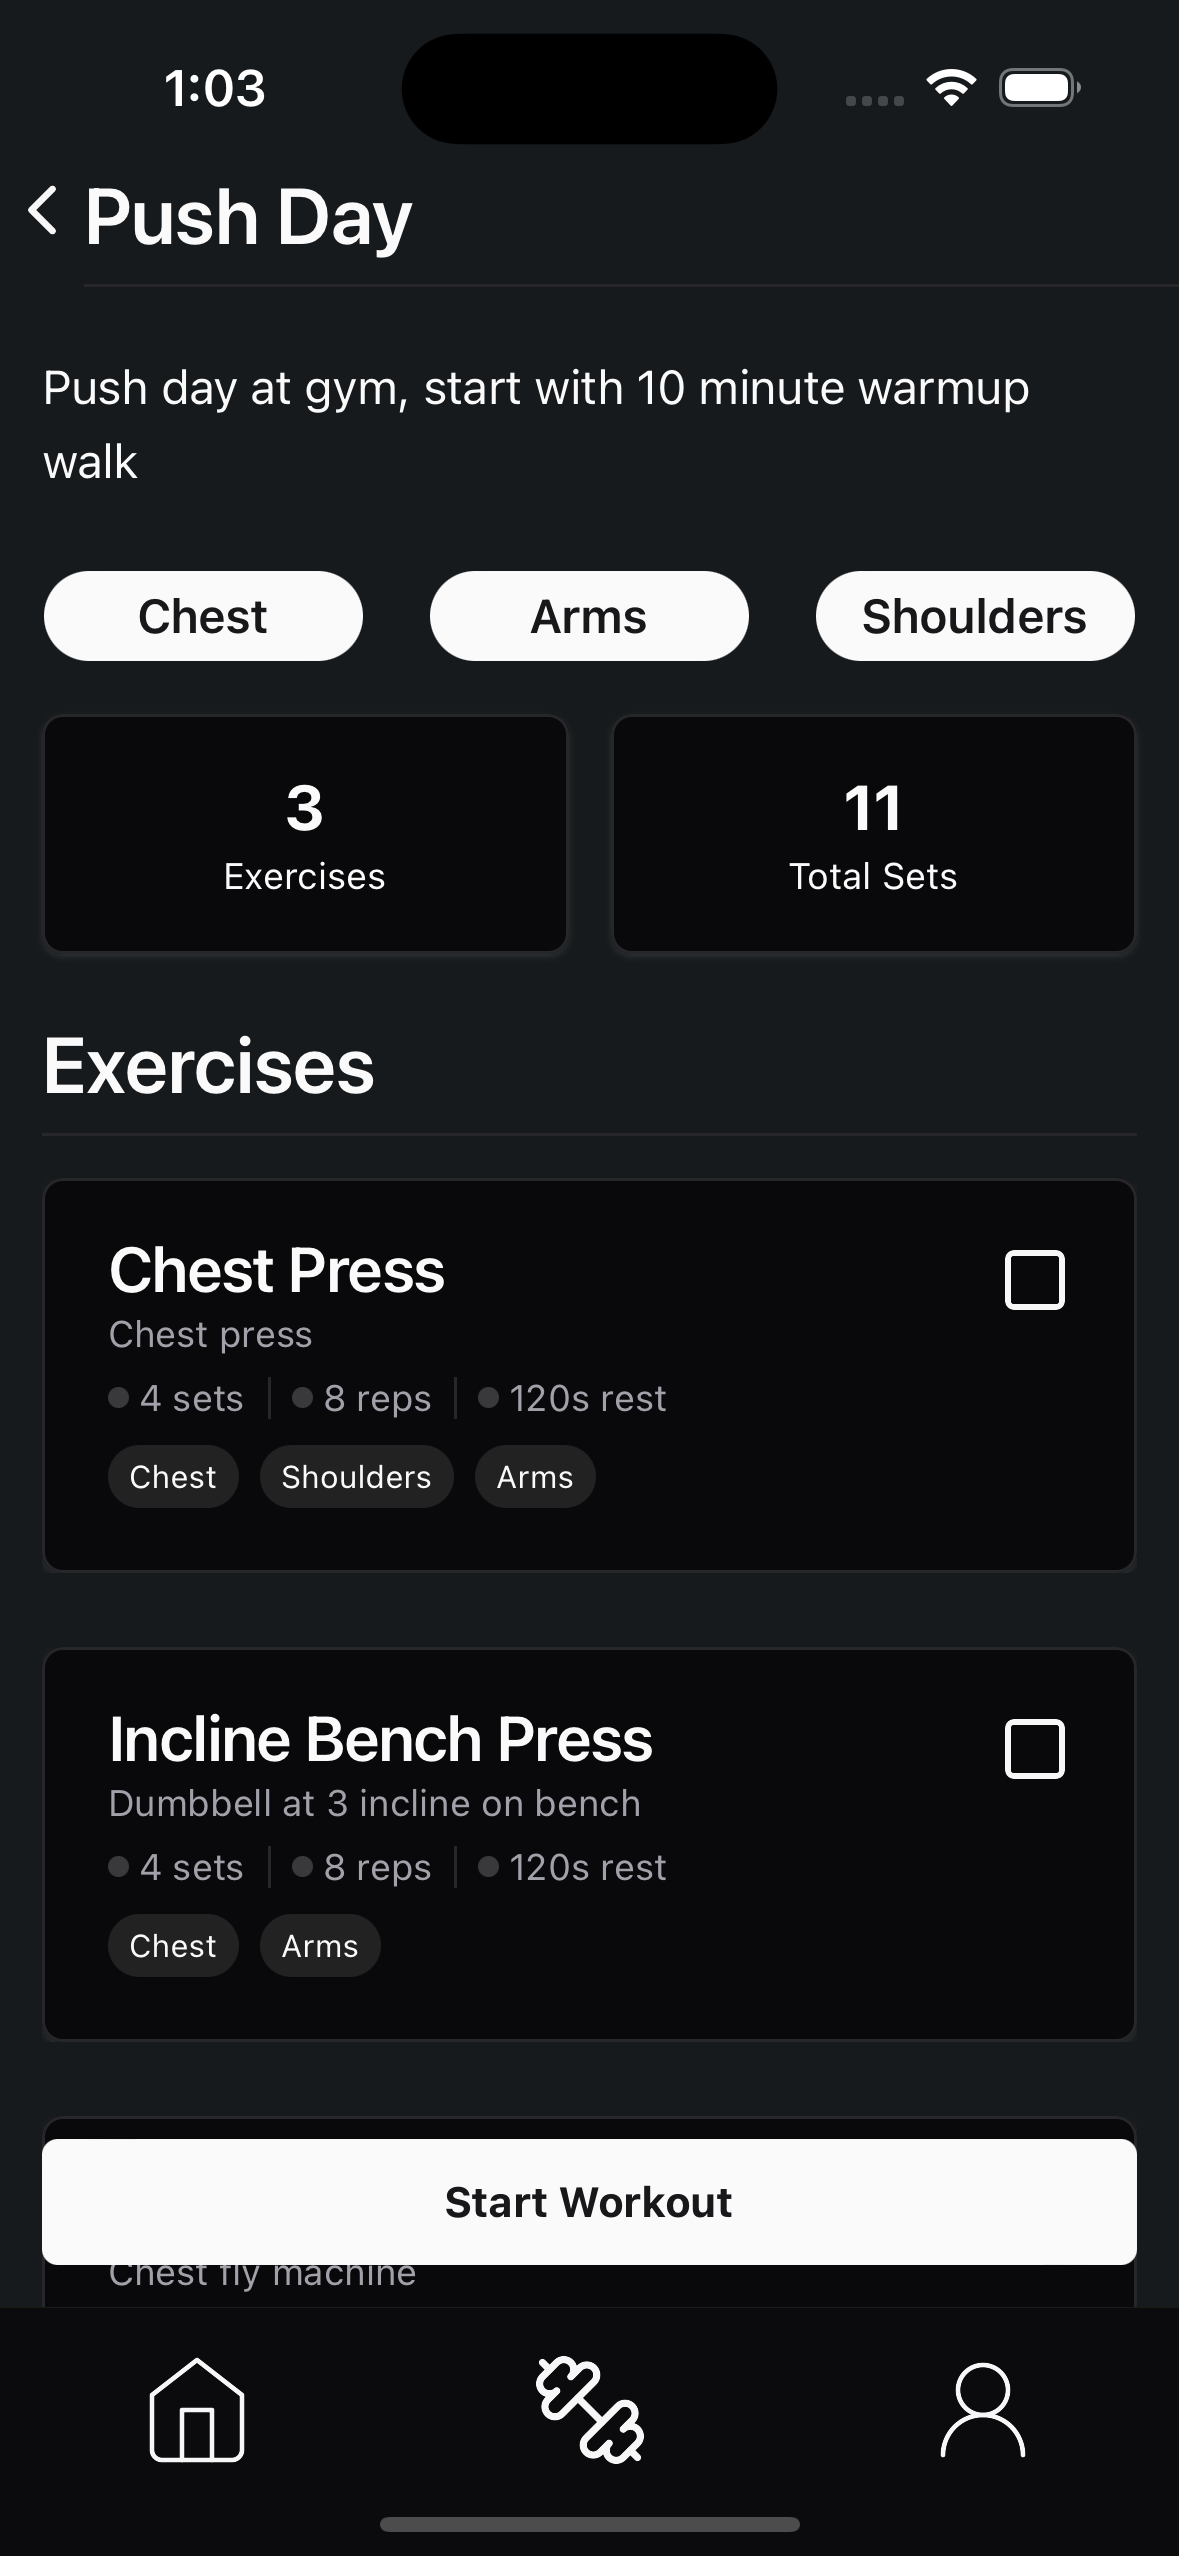 1:03
Push Day
Push day at gym, start with 10 minute warmup
walk
Chest
Arms
Shoulders
3
Exercises
11
Total Sets
Exercises
Chest Press
Chest press
4 sets
8 reps
120s rest
Chest
Shoulders
Arms
Incline Bench Press
Dumbbell at 3 incline on bench
4 sets
8 reps
120s rest
Chest
Arms
Start Workout
Chest fly machine